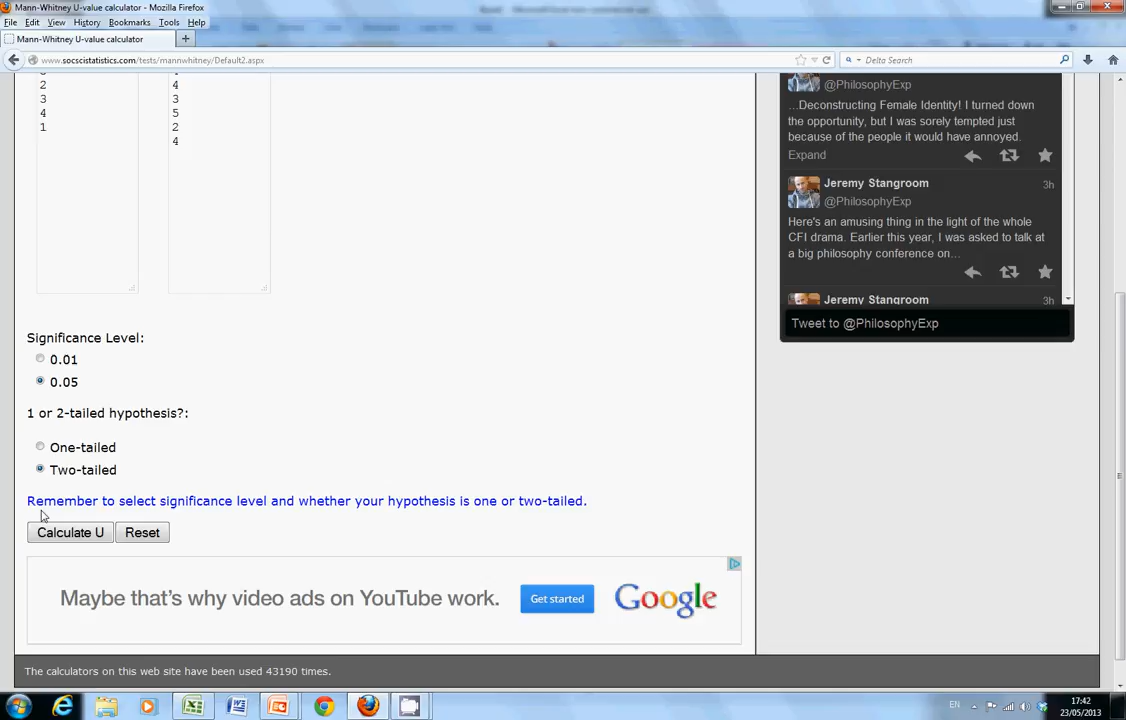 Mann-Whitney U-value calculator - Mozilla Firefox
File Edit View History Bookmarks Tools Help
Mann-Whitney U-value calculator
www.socscistatistics.com/tests/mannwhitney/Default2.aspx
Delta Search
2 4
3 3
4 5
1 2
4
@PhilosophyExp
...Deconstructing Female Identity! I turned down
the opportunity, but I was sorely tempted just
because of the people it would have annoyed.
Expand
Jeremy Stangroom 3h
@PhilosophyExp
Here's an amusing thing in the light of the whole
CFI drama. Earlier this year, I was asked to talk at
a big philosophy conference on...
Jeremy Stangroom 3h
Tweet to @PhilosophyExp
Significance Level:
0.01
0.05
1 or 2-tailed hypothesis?:
One-tailed
Two-tailed
Remember to select significance level and whether your hypothesis is one or two-tailed.
Calculate U Reset
Maybe that's why video ads on YouTube work. Get started Google
The calculators on this web site have been used 43190 times.
EN 17:42
23/05/2013